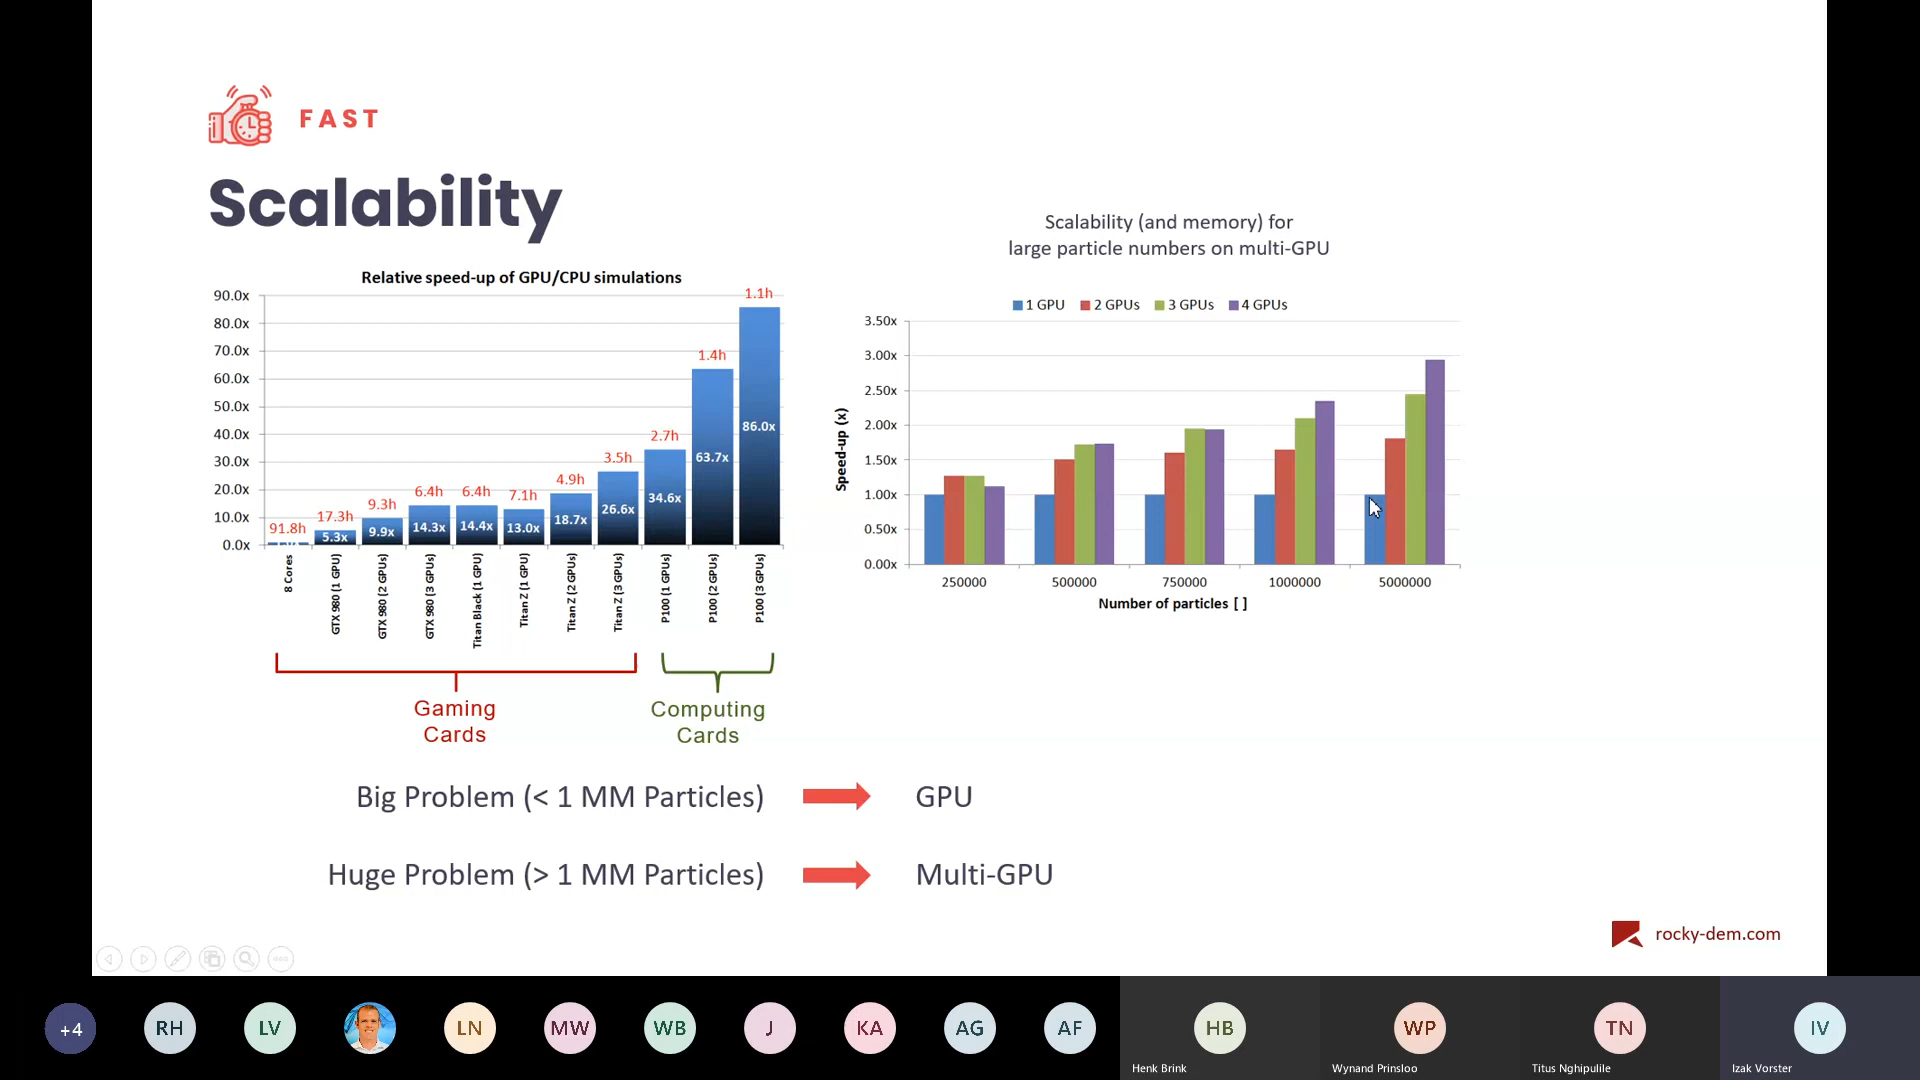 FAST
Scalability
Relative speed-up of GPU/CPU simulations
90.0x
80.0x
70.0x
60.0x
50.0x
40.0x
30.0x
20.0x
10.0x
0.0x
91.8h
17.3h
9.3h
6.4h
6.4h
7.1h
4.9h
3.5h
2.7h
1.4h
1.1h
5.3x
9.9x
14.3x
14.4x
13.0x
18.7x
26.6x
34.6x
63.7x
86.0x
8 Cores
GTX 980 (1 GPU)
GTX 980 (2 GPUs)
GTX 980 (3 GPUs)
Titan Black (1 GPU)
Titan Z (1 GPU)
Titan Z (2 GPUs)
Titan Z (3 GPUs)
P100 (1 GPUs)
P100 (2 GPUs)
P100 (3 GPUs)
Gaming
Cards
Computing
Cards
Scalability (and memory) for
large particle numbers on multi-GPU
1 GPU 2 GPUs 3 GPUs 4 GPUs
Speed-up (x)
3.50x
3.00x
2.50x
2.00x
1.50x
1.00x
0.50x
0.00x
250000 500000 750000 1000000 5000000
Number of particles [ ]
Big Problem (< 1 MM Particles) GPU
Huge Problem (> 1 MM Particles) Multi-GPU
rocky-dem.com
+4 RH LV LN MW WB J KA AG AF HB WP TN IV
Henk Brink Wynand Prinsloo Titus Nghipulile Izak Vorster